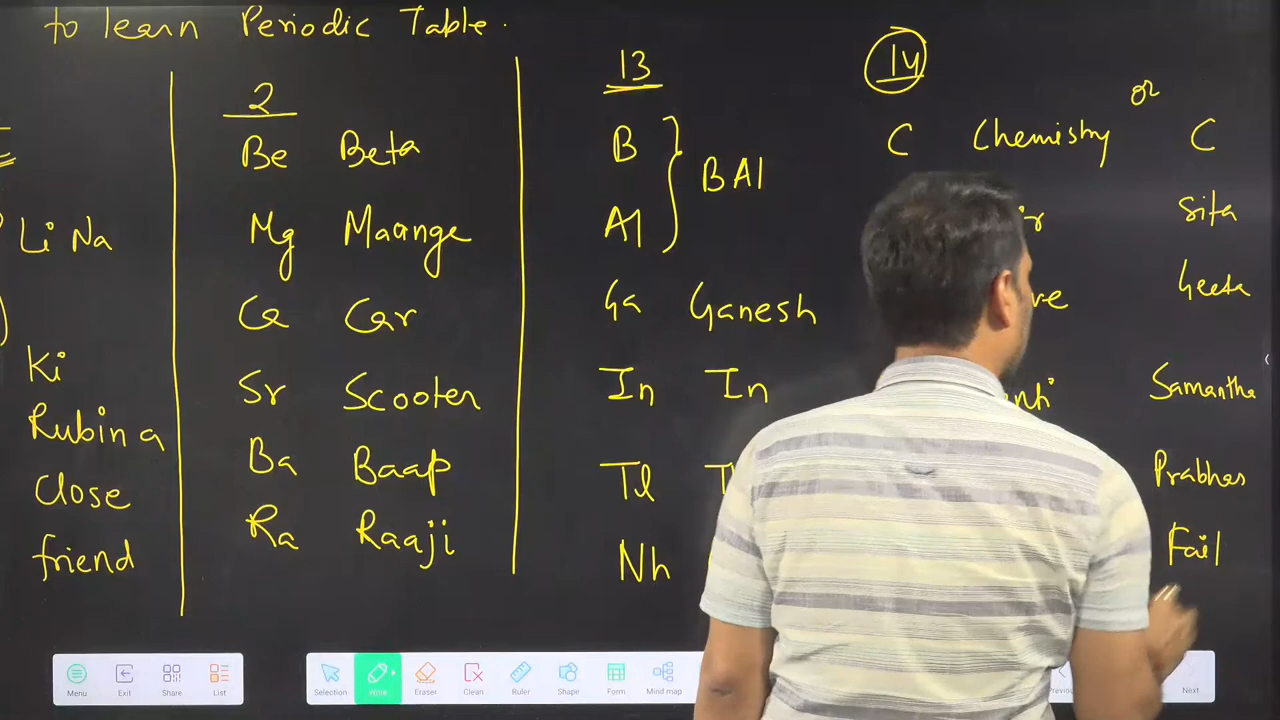 to learn Periodic Table.
Li Na
Ki
Rubina
Close
friend
2
Be Beta
Mg Maange
Ca Car
Sr Scooter
Ba Baap
Ra Raaji
13
B
Al
BAl
Ga Ganesh
In In
Tl
Nh
14
C Chemistry or C
Sita
Geeta
Samantha
Prabhas
Fail
Menu Exit Share List
Selection Write Eraser Clean Ruler Shape Form Mind map
Next